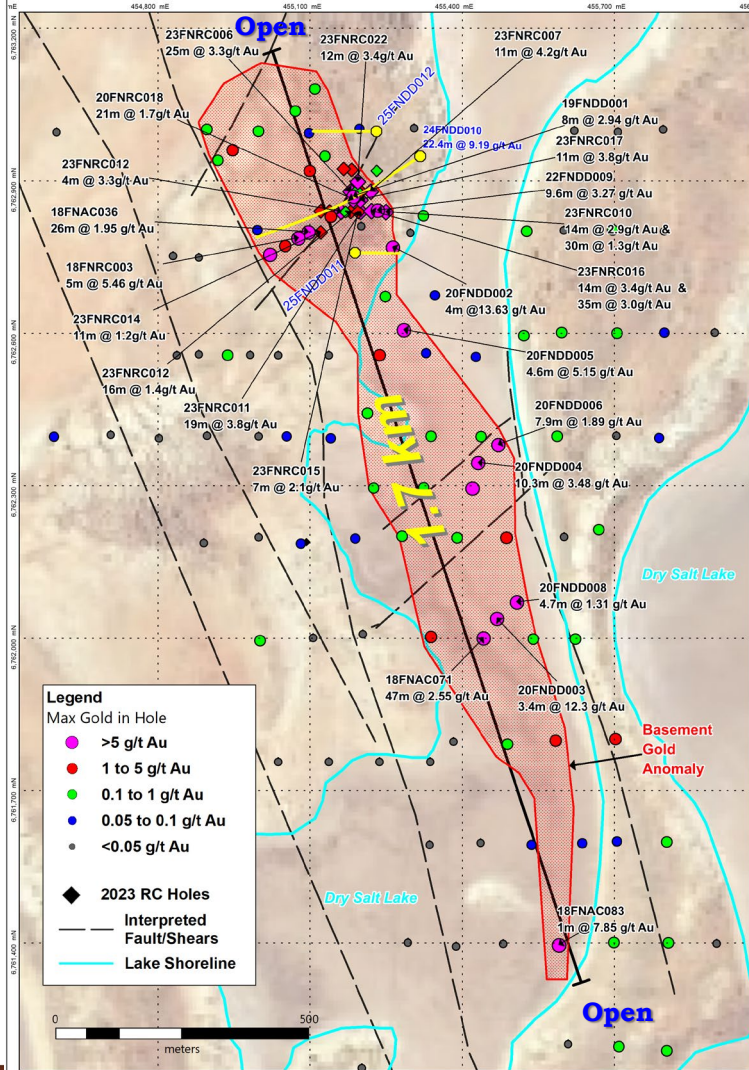 mE
454,800 mE
455,100 mE
455,400 mE
455,700 mE
6,763,200 mN
6,762,900 mN
6,762,600 mN
6,762,300 mN
6,762,000 mN
6,761,700 mN
6,761,400 mN
Open
23FNRC006
25m @ 3.3g/t Au
23FNRC022
12m @ 3.4g/t Au
23FNRC007
11m @ 4.2g/t Au
25FNDD012
20FNRC018
21m @ 1.7g/t Au
19FNDD001
8m @ 2.94 g/t Au
24FNDD010
22.4m @ 9.19 g/t Au
23FNRC017
11m @ 3.8g/t Au
23FNRC012
4m @ 3.3g/t Au
22FNDD009
9.6m @ 3.27 g/t Au
18FNAC036
26m @ 1.95 g/t Au
23FNRC010
14m @ 2.9g/t Au &
30m @ 1.3g/t Au
18FNRC003
5m @ 5.46 g/t Au
25FNDD011
23FNRC016
14m @ 3.4g/t Au &
35m @ 3.0g/t Au
20FNDD002
4m @13.63 g/t Au
23FNRC014
11m @ 1.2g/t Au
20FNDD005
4.6m @ 5.15 g/t Au
23FNRC012
16m @ 1.4g/t Au
23FNRC011
19m @ 3.8g/t Au
20FNDD006
7.9m @ 1.89 g/t Au
1.7 km
23FNRC015
7m @ 2.1g/t Au
20FNDD004
10.3m @ 3.48 g/t Au
Dry Salt Lake
20FNDD008
4.7m @ 1.31 g/t Au
18FNAC071
47m @ 2.55 g/t Au
20FNDD003
3.4m @ 12.3 g/t Au
Basement
Gold
Anomaly
Legend
Max Gold in Hole
>5 g/t Au
1 to 5 g/t Au
0.1 to 1 g/t Au
0.05 to 0.1 g/t Au
<0.05 g/t Au
2023 RC Holes
Interpreted
Fault/Shears
Lake Shoreline
Dry Salt Lake
18FNAC083
1m @ 7.85 g/t Au
Open
0
500
meters